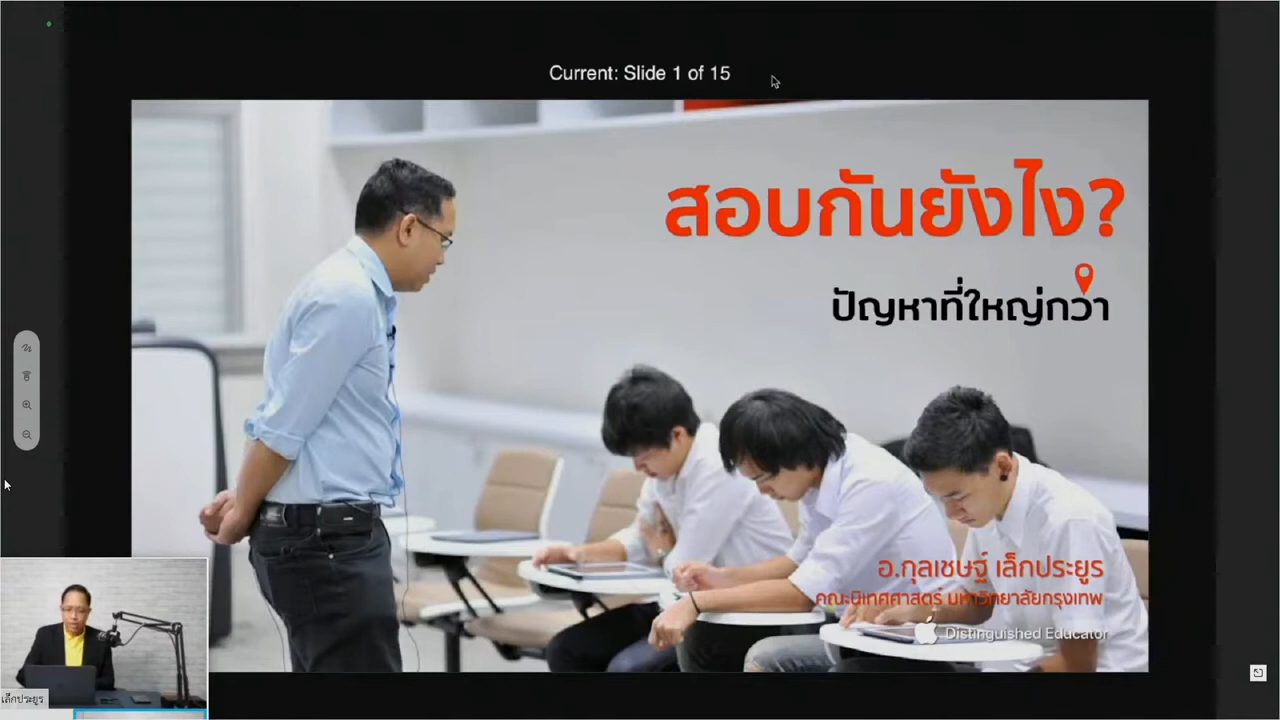 Current: Slide 1 of 15
สอบกันยังไง?
ปัญหาที่ใหญ่กว่า
อ.กุลเชษฐ์ เล็กประยูร
คณะนิเทศศาสตร์ มหาวิทยาลัยกรุงเทพ
Distinguished Educator
เล็กประยูร